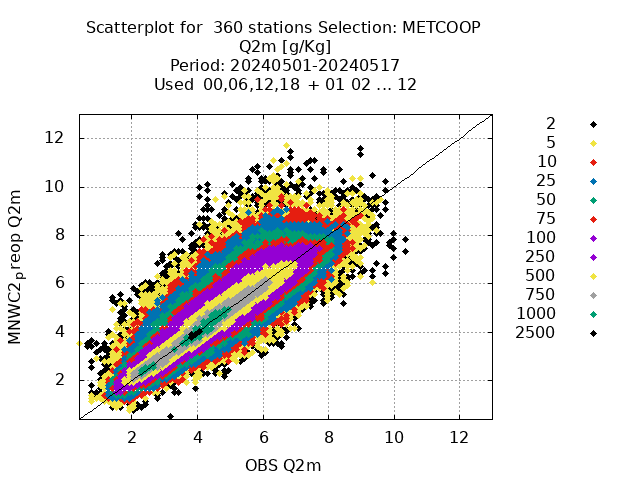 Scatterplot for  360 stations Selection: METCOOP
Q2m [g/Kg]
Period: 20240501-20240517
Used  00,06,12,18 + 01 02 ... 12
MNWC2preop Q2m
12
10
8
6
4
2
2 4 6 8 10 12
OBS Q2m
2
5
10
25
50
75
100
250
500
750
1000
2500